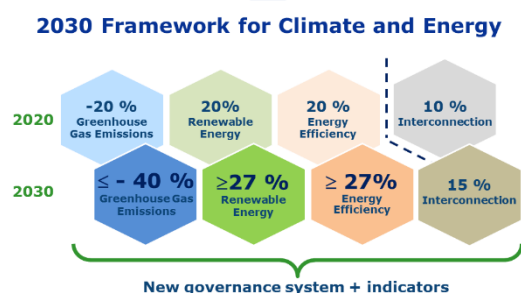 2030 Framework for Climate and Energy
2020
-20 %
Greenhouse
Gas Emissions
20%
Renewable
Energy
20 %
Energy
Efficiency
10 %
Interconnection
2030
≤ - 40 %
Greenhouse Gas
Emissions
≥27 %
Renewable
Energy
≥ 27%
Energy
Efficiency
15 %
Interconnection
New governance system + indicators